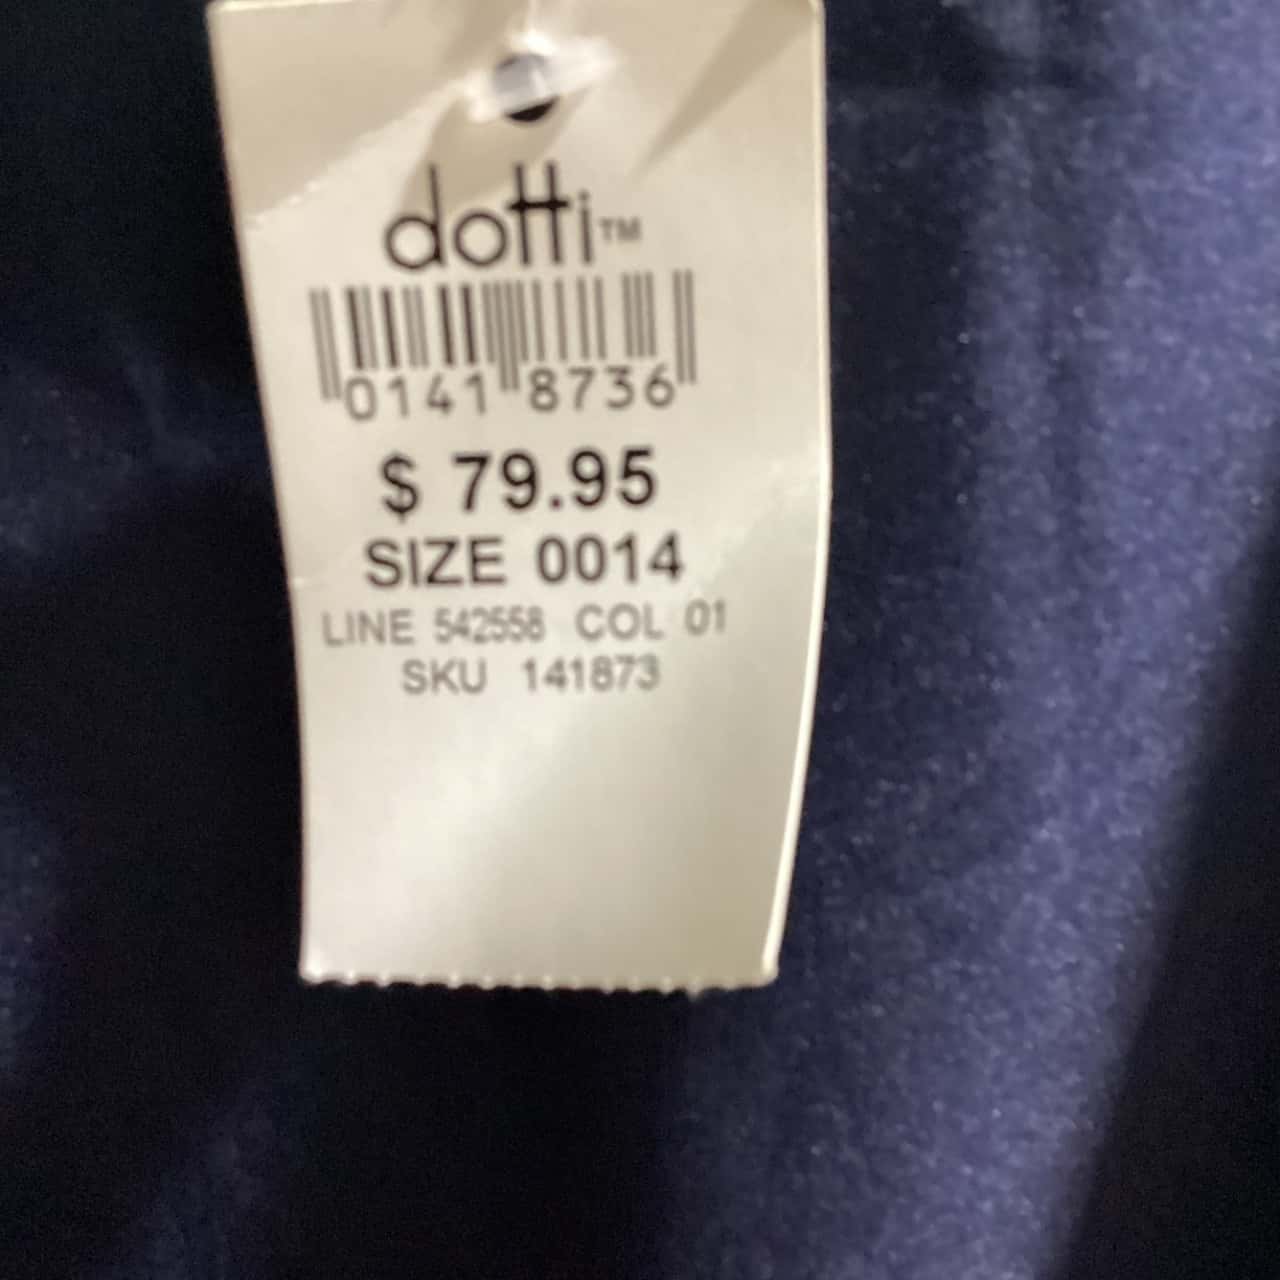 dotti™
0141 8736
$ 79.95
SIZE 0014
LINE 542558 COL 01
SKU 141873